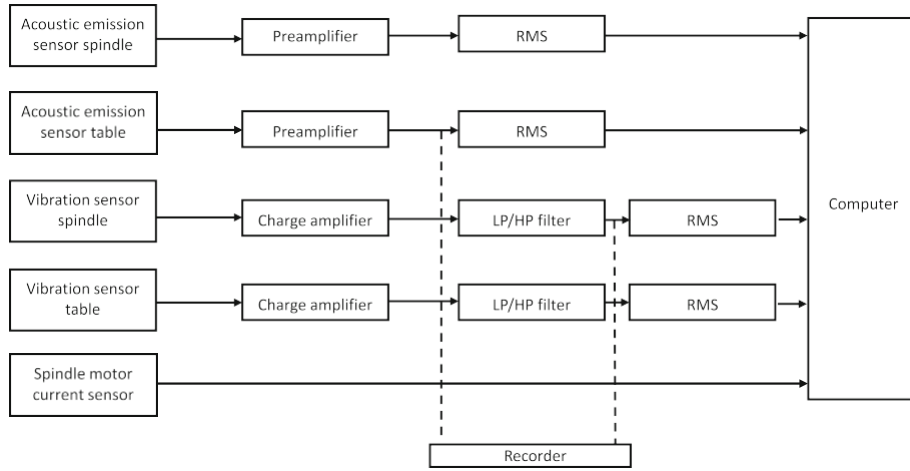 Acoustic emission
sensor spindle
Preamplifier
RMS
Acoustic emission
sensor table
Preamplifier
RMS
Vibration sensor
spindle
Charge amplifier
LP/HP filter
RMS
Computer
Vibration sensor
table
Charge amplifier
LP/HP filter
RMS
Spindle motor
current sensor
Recorder